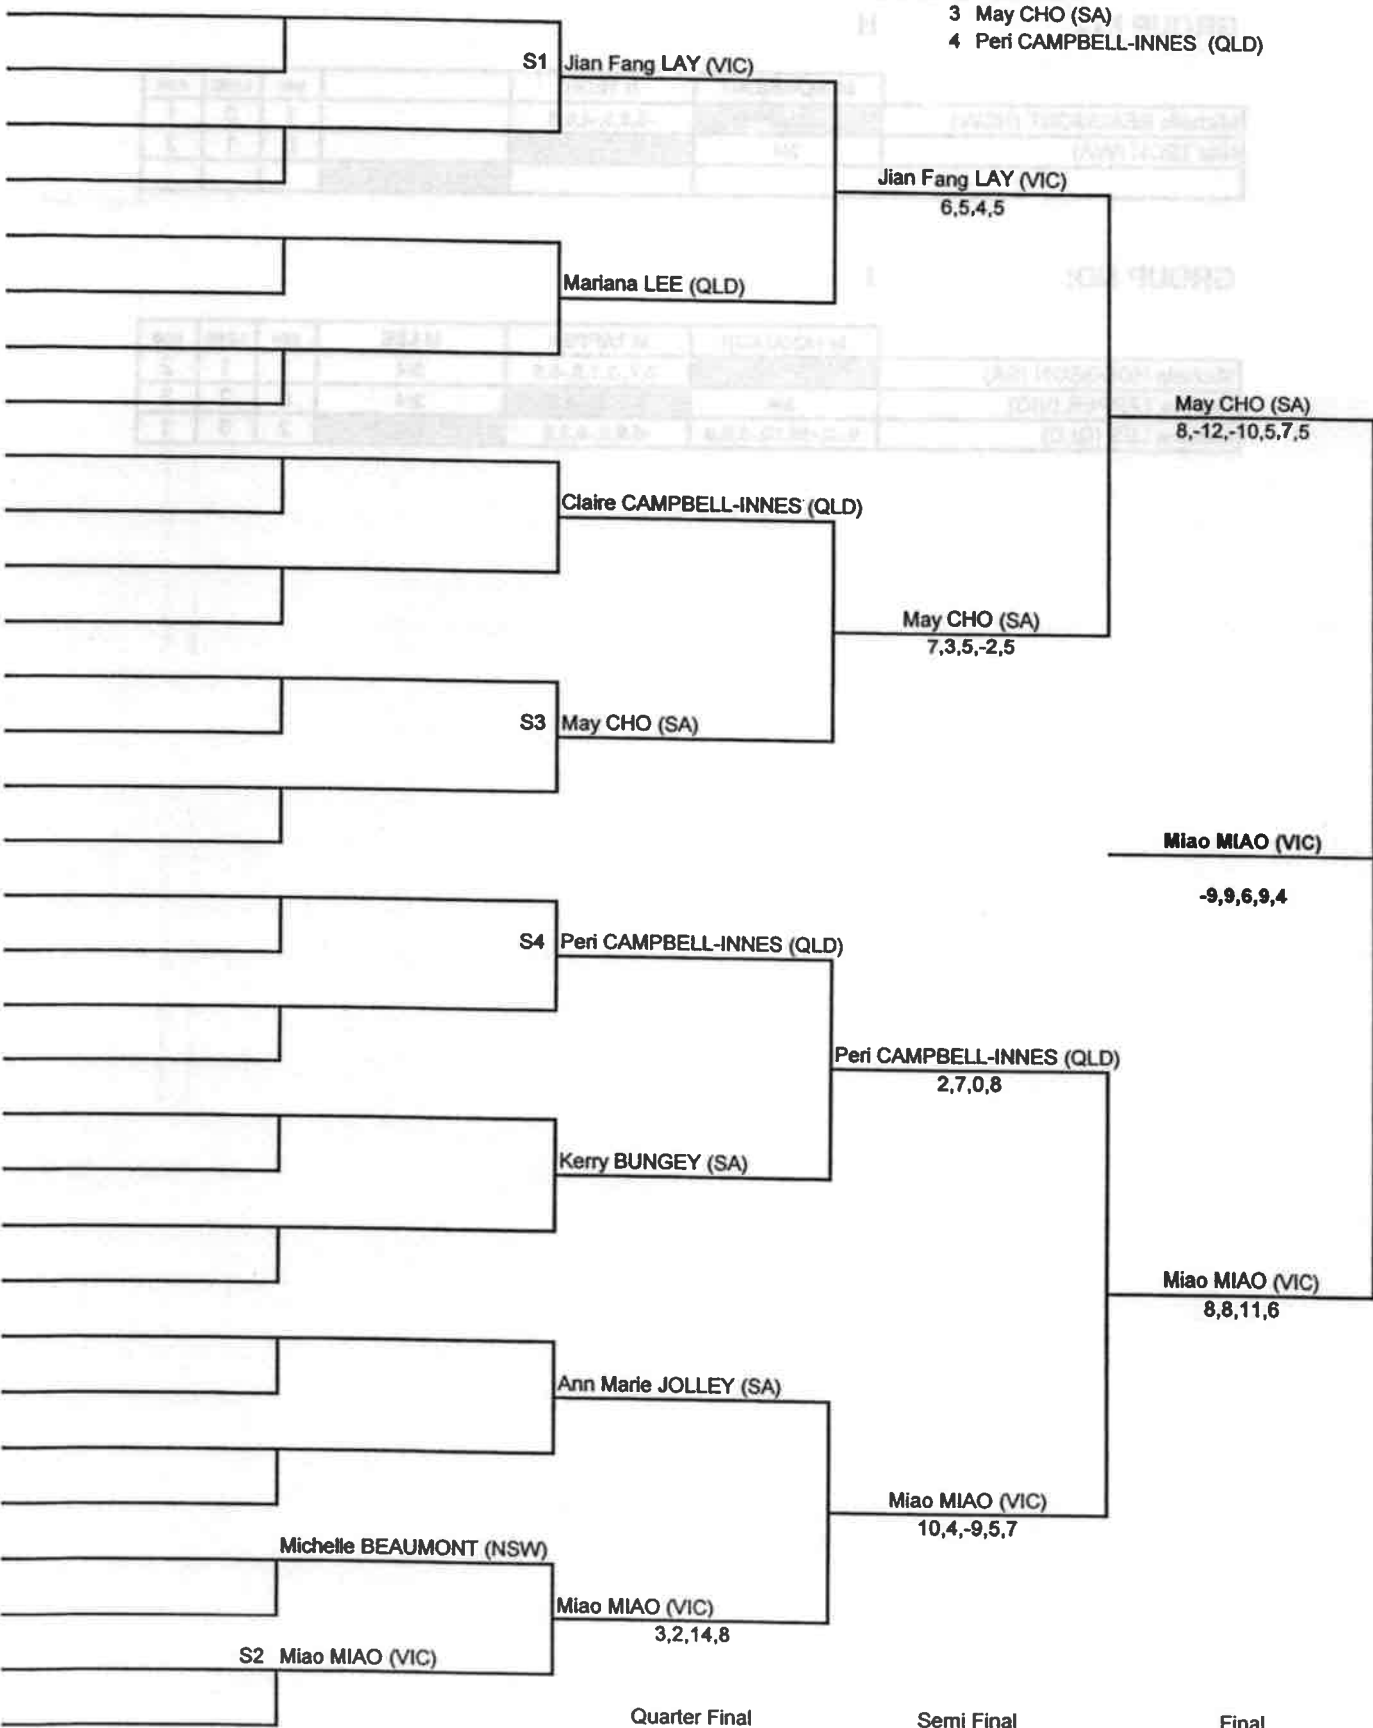 3 May CHO (SA)
4 Peri CAMPBELL-INNES (QLD)
S1 Jian Fang LAY (VIC)
Jian Fang LAY (VIC)
6,5,4,5
Mariana LEE (QLD)
May CHO (SA)
8,-12,-10,5,7,5
Claire CAMPBELL-INNES (QLD)
May CHO (SA)
7,3,5,-2,5
S3 May CHO (SA)
Miao MIAO (VIC)
-9,9,6,9,4
S4 Peri CAMPBELL-INNES (QLD)
Peri CAMPBELL-INNES (QLD)
2,7,0,8
Kerry BUNGEY (SA)
Miao MIAO (VIC)
8,8,11,6
Ann Marie JOLLEY (SA)
Miao MIAO (VIC)
10,4,-9,5,7
Michelle BEAUMONT (NSW)
Miao MIAO (VIC)
3,2,14,8
S2 Miao MIAO (VIC)
Quarter Final Semi Final Final